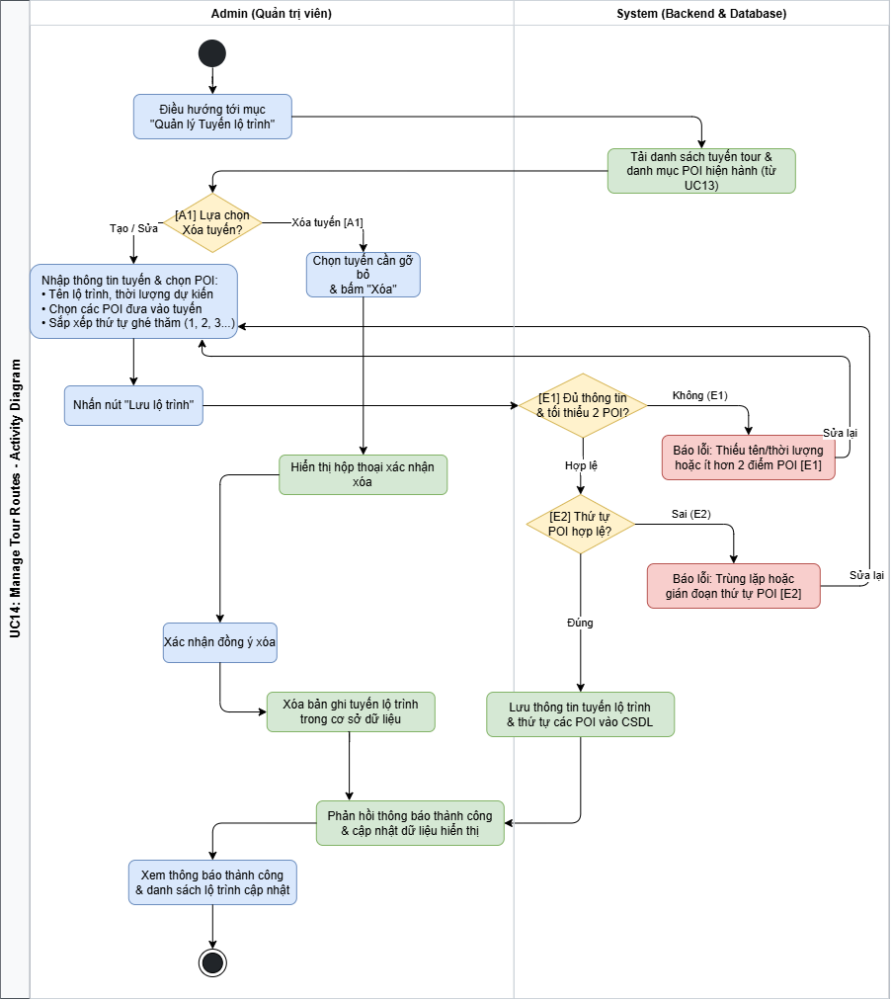 UC14: Manage Tour Routes - Activity Diagram
Admin (Quản trị viên)
System (Backend & Database)
Điều hướng tới mục
"Quản lý Tuyến lộ trình"
Tải danh sách tuyến tour &
danh mục POI hiện hành (từ
UC13)
[A1] Lựa chọn
Xóa tuyến?
Tạo / Sửa
Xóa tuyến [A1]
Chọn tuyến cần gỡ
bỏ
& bấm "Xóa"
Nhập thông tin tuyến & chọn POI:
• Tên lộ trình, thời lượng dự kiến
• Chọn các POI đưa vào tuyến
• Sắp xếp thứ tự ghé thăm (1, 2, 3...)
Nhấn nút "Lưu lộ trình"
[E1] Đủ thông tin
& tối thiểu 2 POI?
Không (E1)
Sửa lại
Báo lỗi: Thiếu tên/thời lượng
hoặc ít hơn 2 điểm POI [E1]
Hợp lệ
Hiển thị hộp thoại xác nhận
xóa
[E2] Thứ tự
POI hợp lệ?
Sai (E2)
Báo lỗi: Trùng lặp hoặc
gián đoạn thứ tự POI [E2]
Sửa lại
Đúng
Xác nhận đồng ý xóa
Xóa bản ghi tuyến lộ trình
trong cơ sở dữ liệu
Lưu thông tin tuyến lộ trình
& thứ tự các POI vào CSDL
Phản hồi thông báo thành công
& cập nhật dữ liệu hiển thị
Xem thông báo thành công
& danh sách lộ trình cập nhật